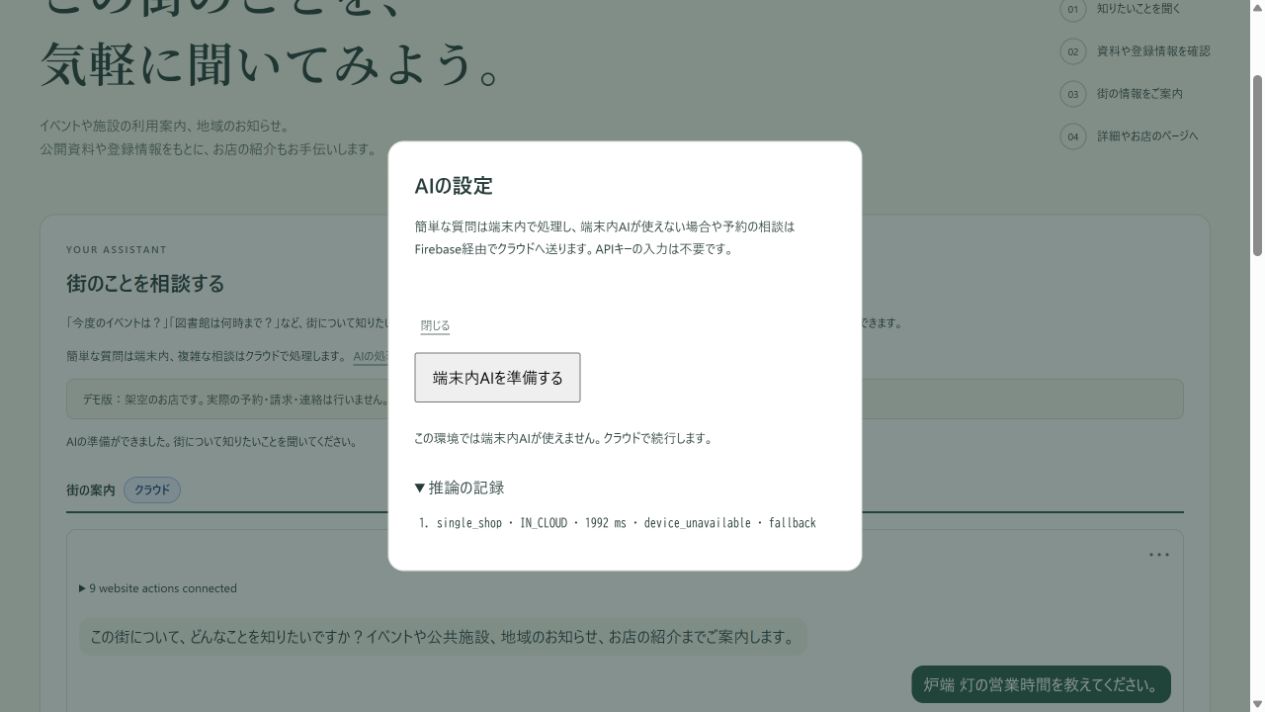 この街のことを、
気軽に聞いてみよう。
イベントや施設の利用案内、地域のお知らせ。
公開資料や登録情報をもとに、お店の紹介もお手伝いします。
01 知りたいことを聞く
02 資料や登録情報を確認
03 街の情報をご案内
04 詳細やお店のページへ
YOUR ASSISTANT
街のことを相談する
「今度のイベントは?」「図書館は何時まで?」など、街について知りたい
できます。
簡単な質問は端末内、複雑な相談はクラウドで処理します。 AIの処
デモ版:架空のお店です。実際の予約・請求・連絡は行いません。
AIの準備ができました。街について知りたいことを聞いてください。
街の案内 クラウド
AIの設定
簡単な質問は端末内で処理し、端末内AIが使えない場合や予約の相談は
Firebase経由でクラウドへ送ります。APIキーの入力は不要です。
閉じる
端末内AIを準備する
この環境では端末内AIが使えません。クラウドで続行します。
▼ 推論の記録
1. single_shop · IN_CLOUD · 1992 ms · device_unavailable · fallback
▶ 9 website actions connected
この街について、どんなことを知りたいですか?イベントや公共施設、地域のお知らせ、お店の紹介までご案内します。
炉端 灯の営業時間を教えてください。